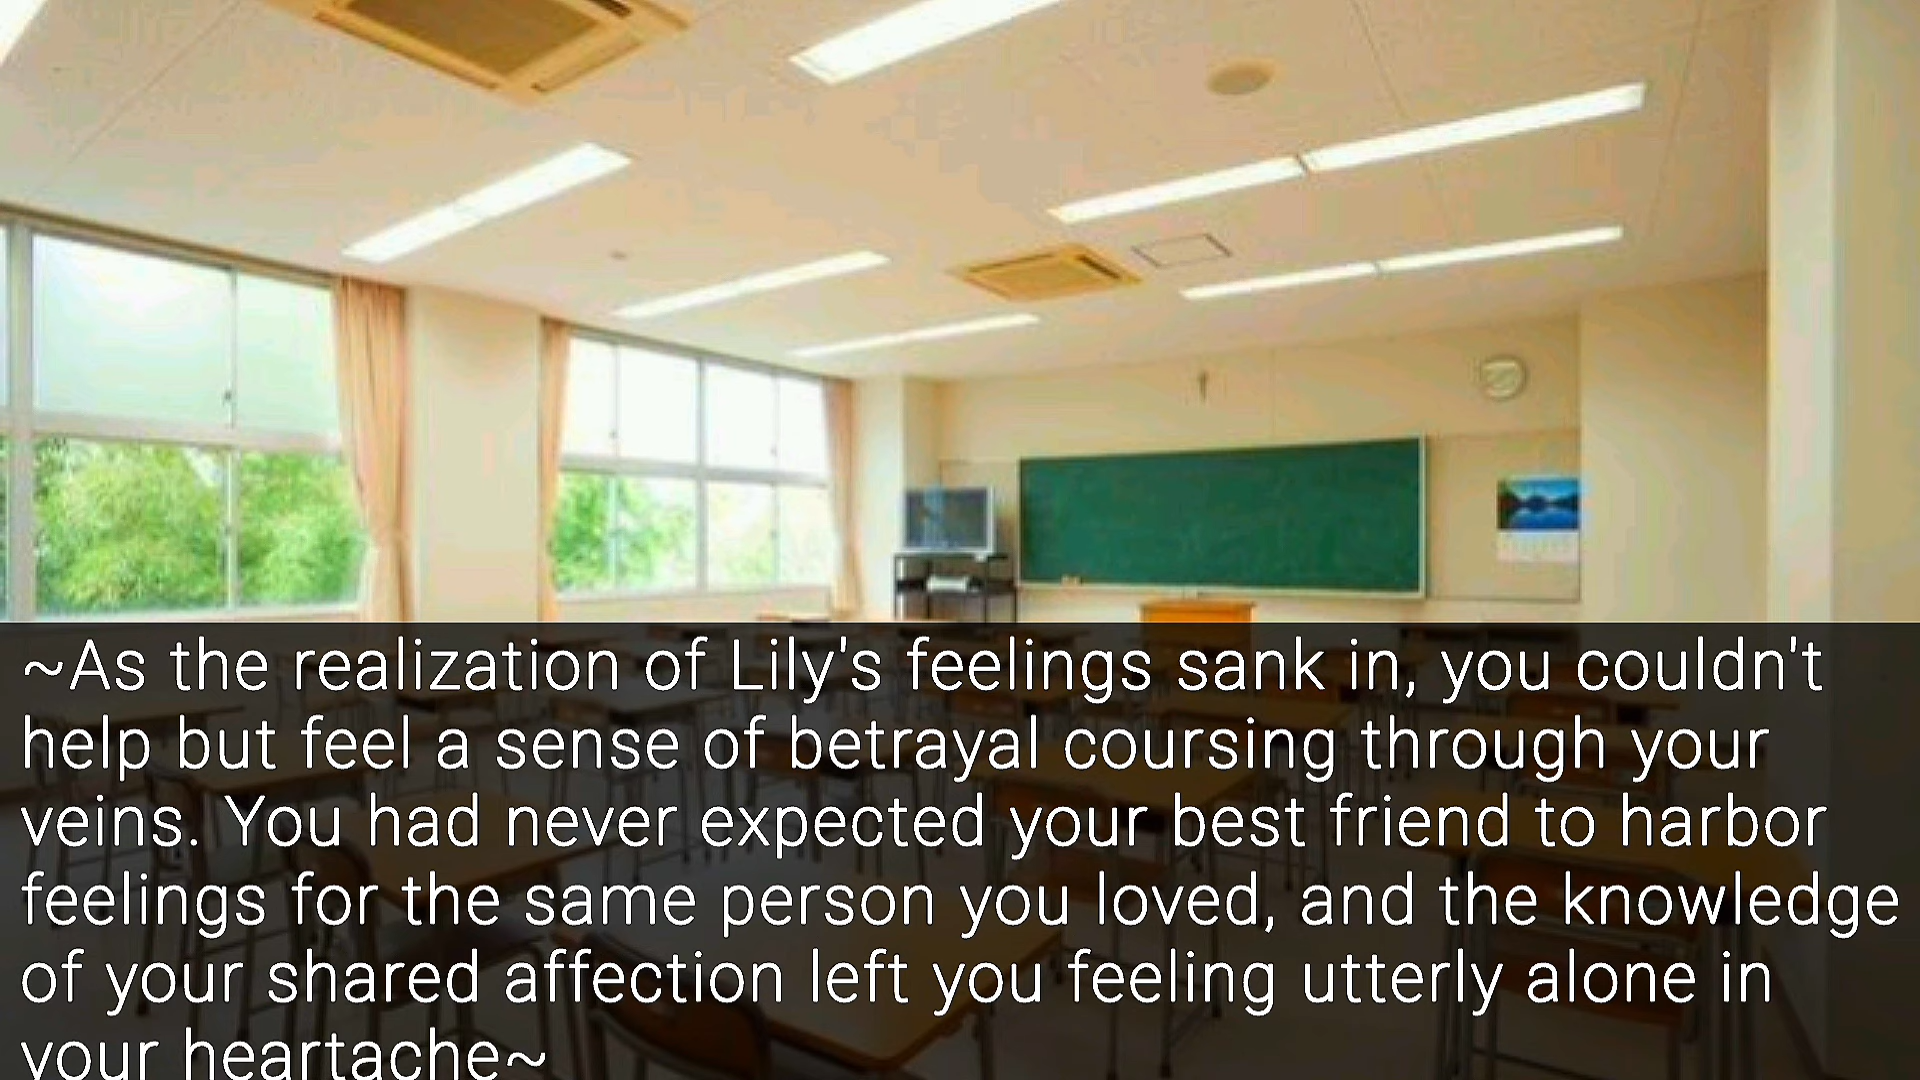 ~As the realization of Lily's feelings sank in, you couldn't
help but feel a sense of betrayal coursing through your
veins. You had never expected your best friend to harbor
feelings for the same person you loved, and the knowledge
of your shared affection left you feeling utterly alone in
your heartache~